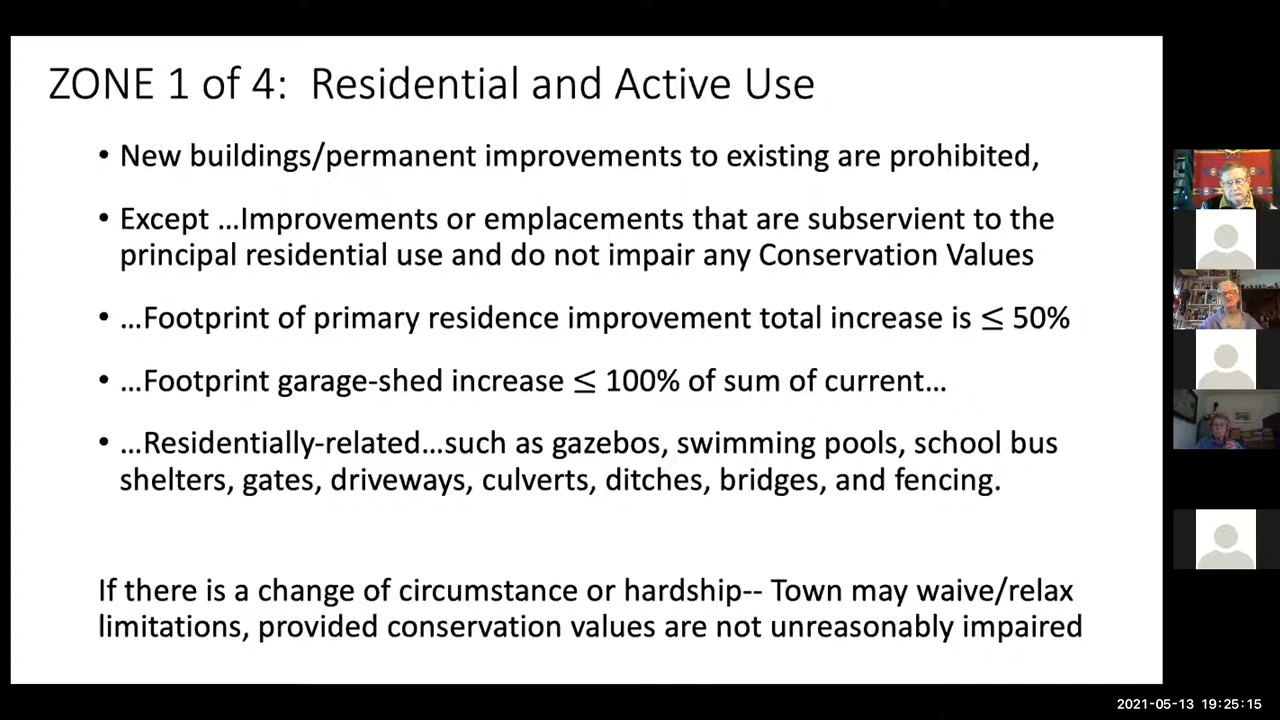 ZONE 1 of 4:  Residential and Active Use
• New buildings/permanent improvements to existing are prohibited,
• Except …Improvements or emplacements that are subservient to the
principal residential use and do not impair any Conservation Values
• …Footprint of primary residence improvement total increase is ≤ 50%
• …Footprint garage-shed increase ≤ 100% of sum of current…
• …Residentially-related…such as gazebos, swimming pools, school bus
shelters, gates, driveways, culverts, ditches, bridges, and fencing.
If there is a change of circumstance or hardship-- Town may waive/relax
limitations, provided conservation values are not unreasonably impaired
2021-05-13 19:25:15